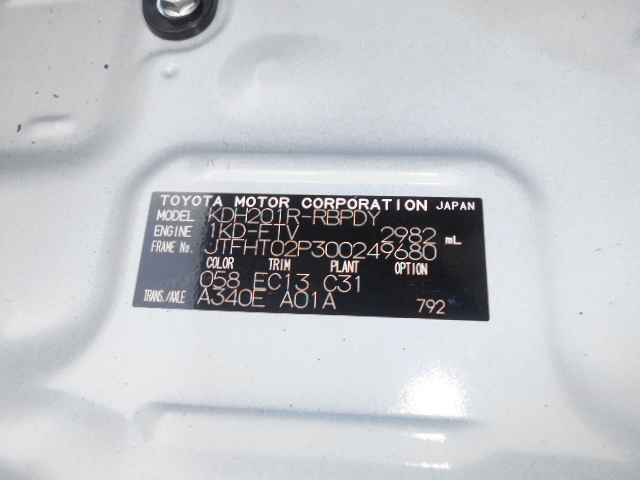 TOYOTA MOTOR CORPORATION JAPAN
MODEL KDH201R-RBPDY
ENGINE 1KD-FTV 2982 mL
FRAME No. JTFHT02P300249680
COLOR TRIM PLANT OPTION
058 EC13 C31
TRANS./AXLE A340E A01A 792